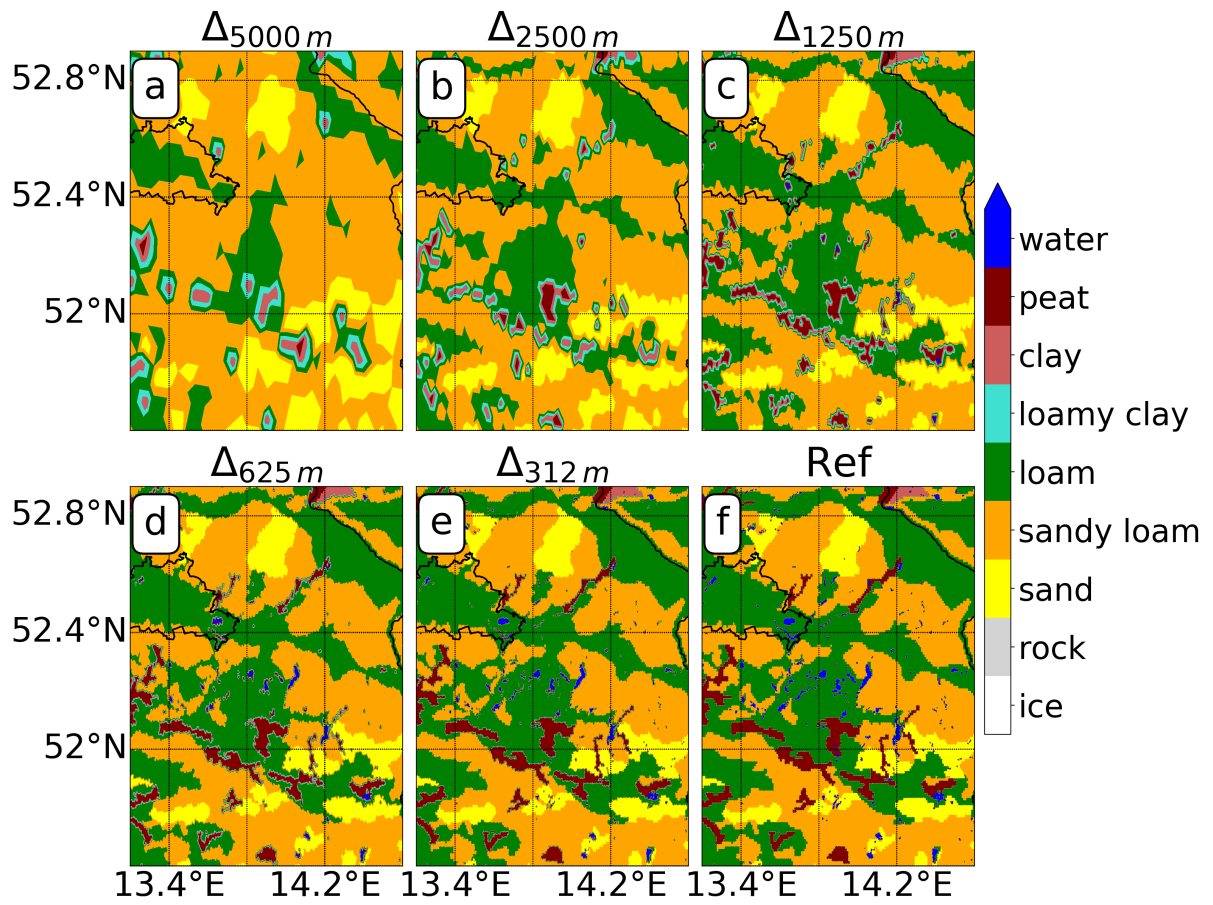 Δ5000 m Δ2500 m Δ1250 m
52.8°N
a b c
52.4°N
52°N
water
peat
clay
loamy clay
loam
sandy loam
sand
rock
ice
Δ625 m Δ312 m Ref
52.8°N
d e f
52.4°N
52°N
13.4°E 14.2°E 13.4°E 14.2°E 13.4°E 14.2°E